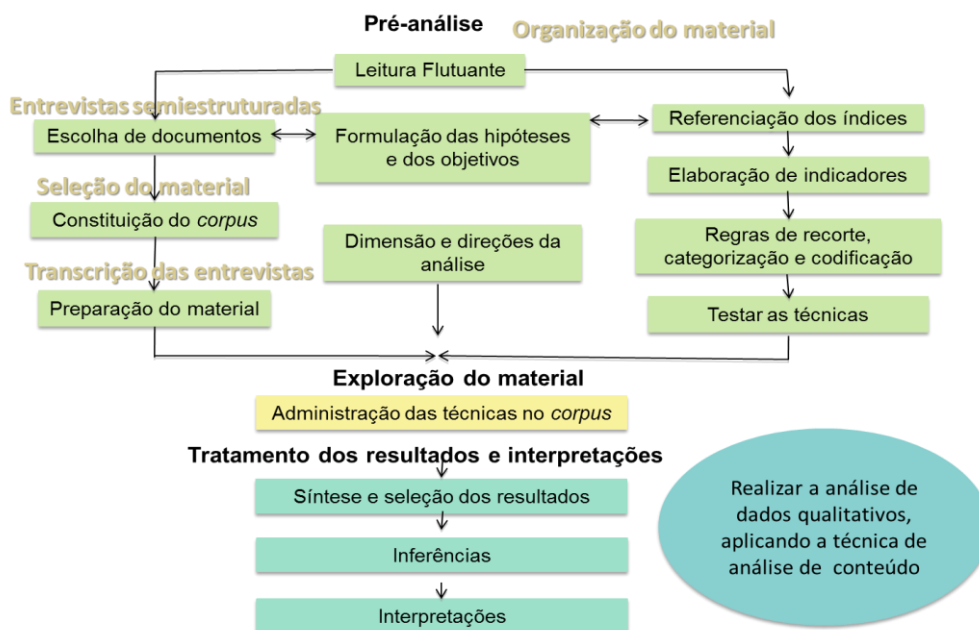 Pré-análise
Organização do material
Leitura Flutuante
Entrevistas semiestruturadas
Escolha de documentos
Formulação das hipóteses
e dos objetivos
Referenciação dos índices
Seleção do material
Elaboração de indicadores
Constituição do corpus
Dimensão e direções da
análise
Regras de recorte,
categorização e codificação
Transcrição das entrevistas
Preparação do material
Testar as técnicas
Exploração do material
Administração das técnicas no corpus
Tratamento dos resultados e interpretações
Síntese e seleção dos resultados
Inferências
Interpretações
Realizar a análise de
dados qualitativos,
aplicando a técnica de
análise de conteúdo